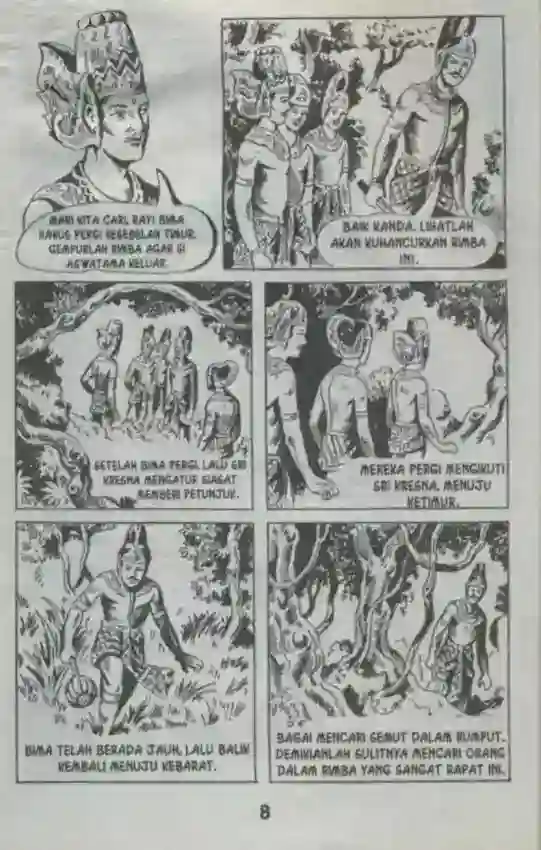 MARI KITA CARI, RAYI BIMA
HARUS PERGI KESEBELAH TIMUR.
GEMPURLAH RIMBA AGAR SI
ASWATAMA KELUAR.
BAIK KANDA. LIHATLAH
AKAN KUHANCURKAN RIMBA
INI.
SETELAH BIMA PERGI, LALU SRI
KRESNA MENGATUR SIASAT
MEMBERI PETUNJUK.
MEREKA PERGI MENGIKUTI
SRI KRESNA. MENUJU
KETIMUR.
BIMA TELAH BERADA JAUH, LALU BALIK
KEMBALI MENUJU KEBARAT.
BAGAI MENCARI SEMUT DALAM RUMPUT.
DEMIKIANLAH SULITNYA MENCARI ORANG
DALAM RIMBA YANG SANGAT RAPAT INI.
8